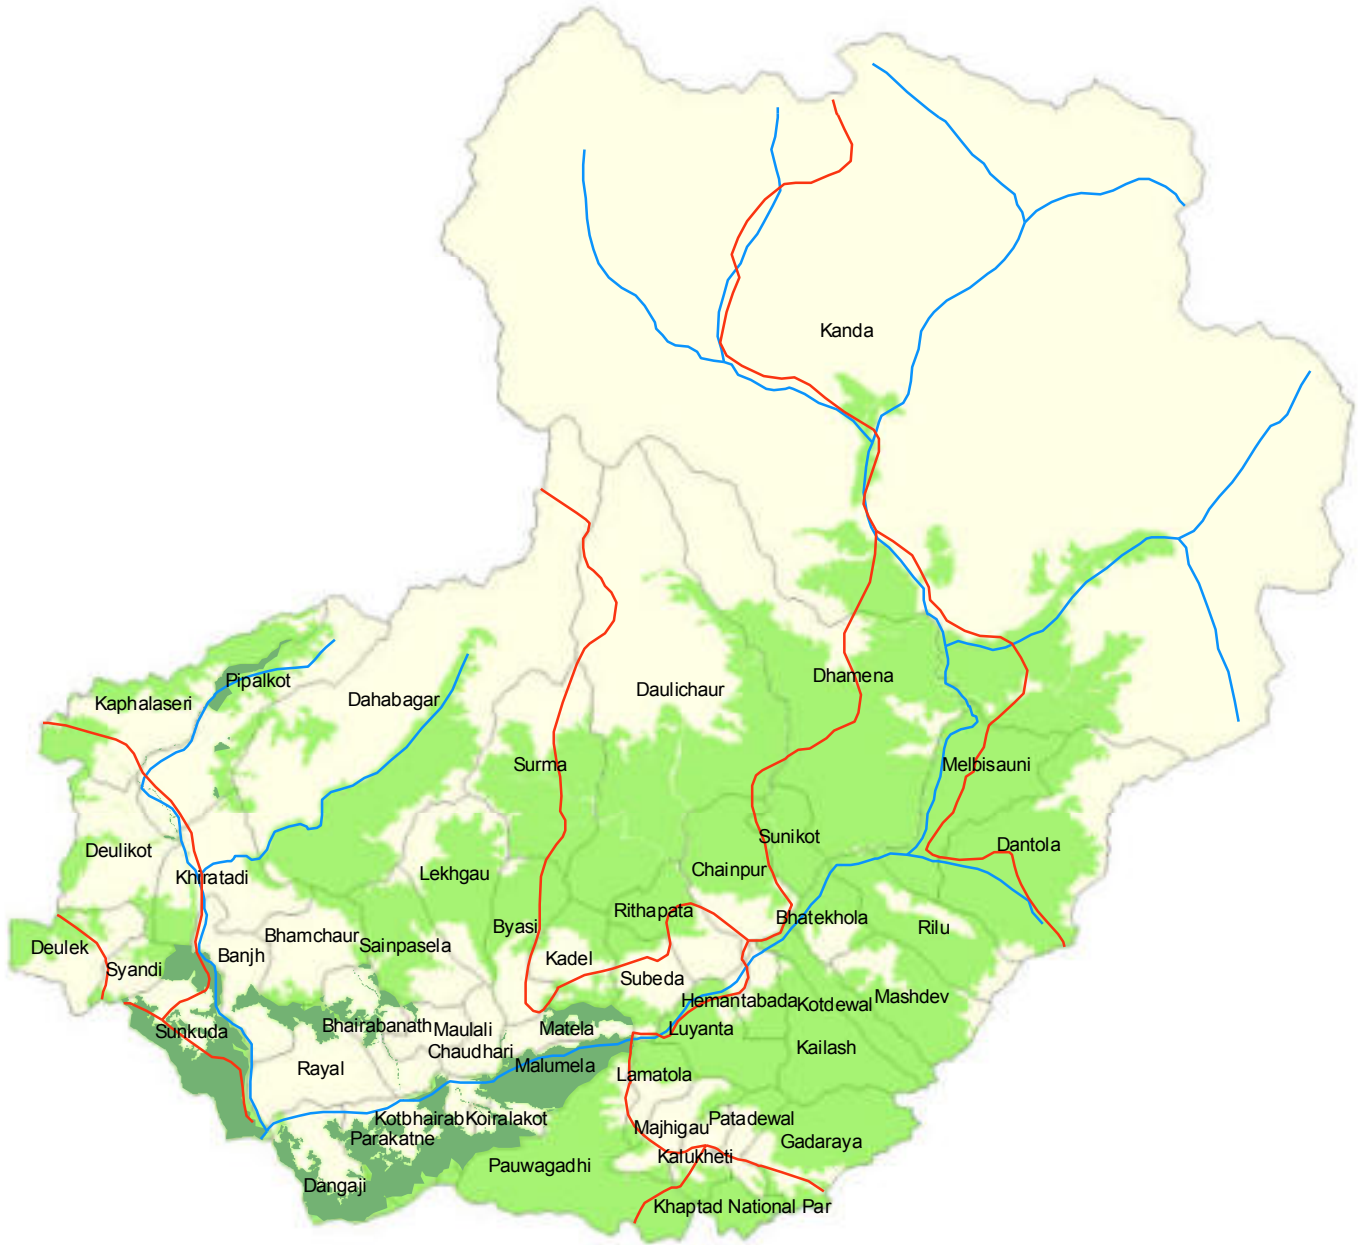 Kanda
Dhamena
Pipalkot
Daulichaur
Dahabagar
Kaphalaseri
Surma
Melbisauni
Sunikot
Dantola
Deulikot
Chainpur
Lekhgau
Khiratadi
Rithapata
Bhatekhola
Byasi
Rilu
Bhamchaur
Sainpasela
Deulek
Banjh
Kadel
Syandi
Subeda
Mashdev
Hemantabada
Kotdewal
Sunkuda
Bhairabanath
Maulali
Matela
Luyanta
Chaudhari
Kailash
Rayal
Malumela
Lamatola
Kotbhairab
Koiralakot
Patadewal
Majhigau
Parakatne
Gadaraya
Kalukheti
Pauwagadhi
Dangaji
Khaptad National Par